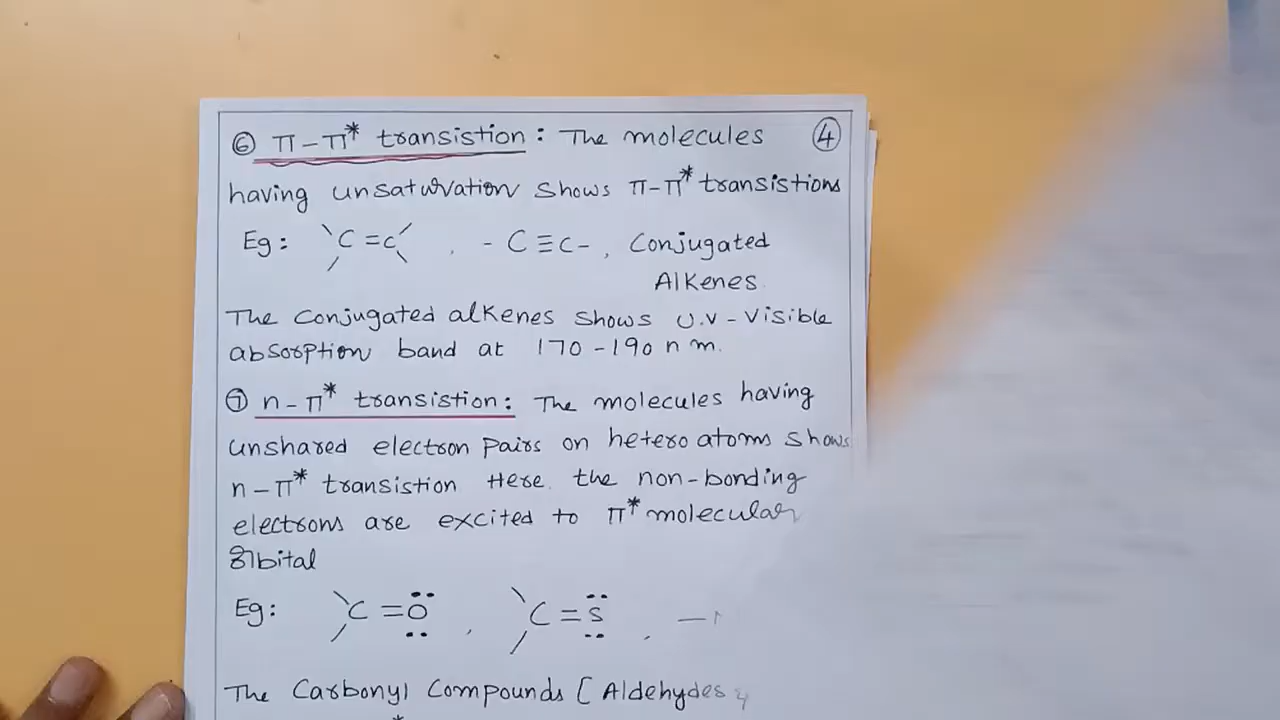 ⑥ π-π* transistion: The molecules ④
having unsaturation shows π-π* transistions
Eg: C=C, -C≡C-, Conjugated
Alkenes.
The conjugated alkenes shows U.V-Visible
absorption band at 170-190 nm.
⑦ n-π* transistion: The molecules having
unshared electron pairs on hetero atoms shows
n-π* transistion Here the non-bonding
electrons are excited to π* molecular
orbital
Eg: C=O, C=S,
The Carbonyl Compounds [Aldehydes